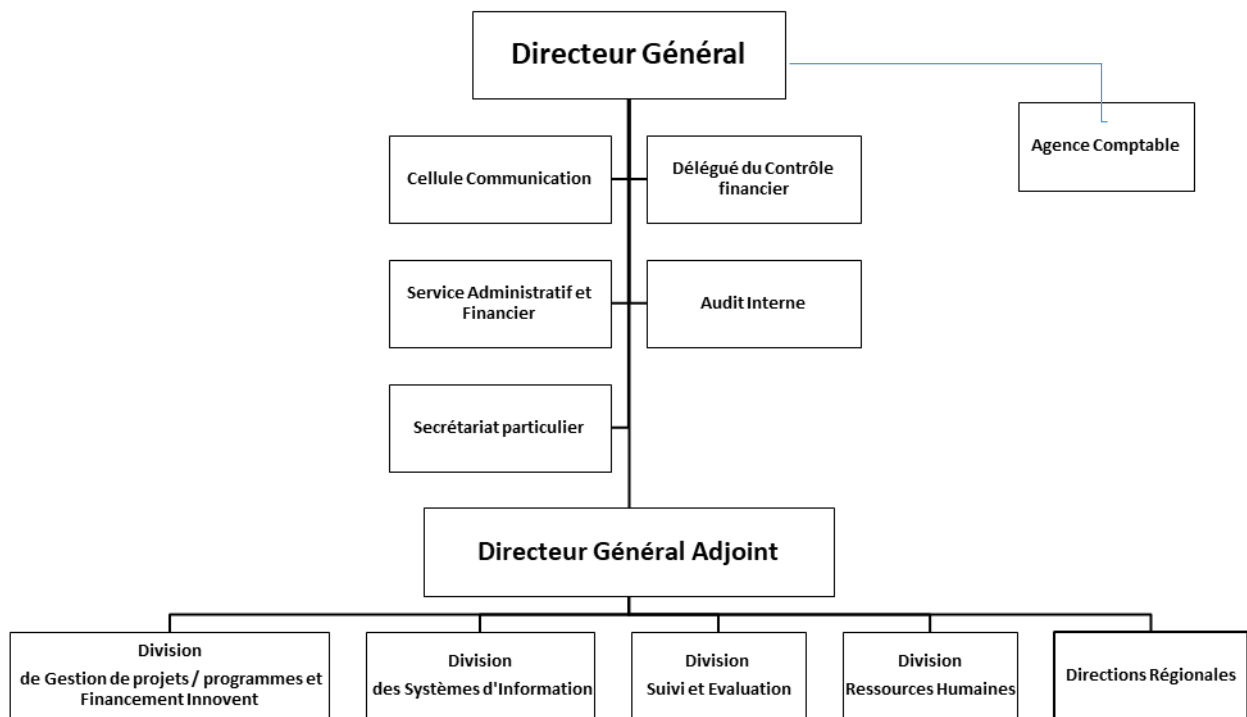 Directeur Général
Agence Comptable
Cellule Communication
Délégué du Contrôle
financier
Service Administratif et
Financier
Audit Interne
Secrétariat particulier
Directeur Général Adjoint
Division
de Gestion de projets / programmes et
Financement Innovent
Division
des Systèmes d'Information
Division
Suivi et Evaluation
Division
Ressources Humaines
Directions Régionales